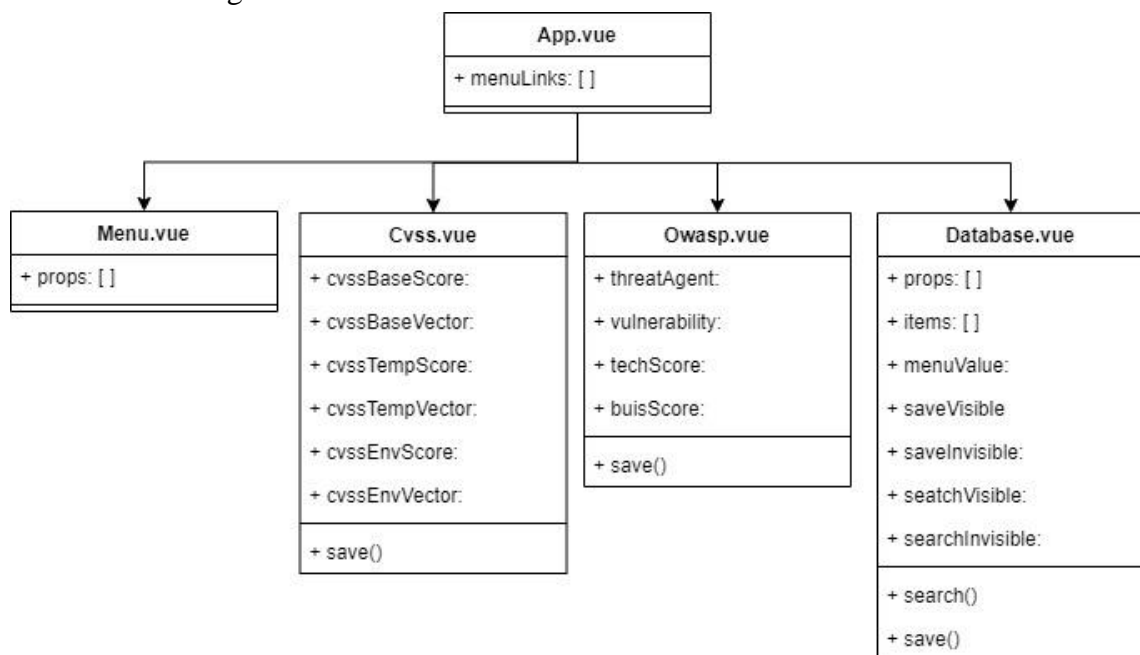 App.vue
+ menuLinks: [ ]
Menu.vue
+ props: [ ]
Cvss.vue
+ cvssBaseScore:
+ cvssBaseVector:
+ cvssTempScore:
+ cvssTempVector:
+ cvssEnvScore:
+ cvssEnvVector:
+ save()
Owasp.vue
+ threatAgent:
+ vulnerability:
+ techScore:
+ buisScore:
+ save()
Database.vue
+ props: [ ]
+ items: [ ]
+ menuValue:
+ saveVisible
+ saveInvisible:
+ seatchVisible:
+ searchInvisible:
+ search()
+ save()